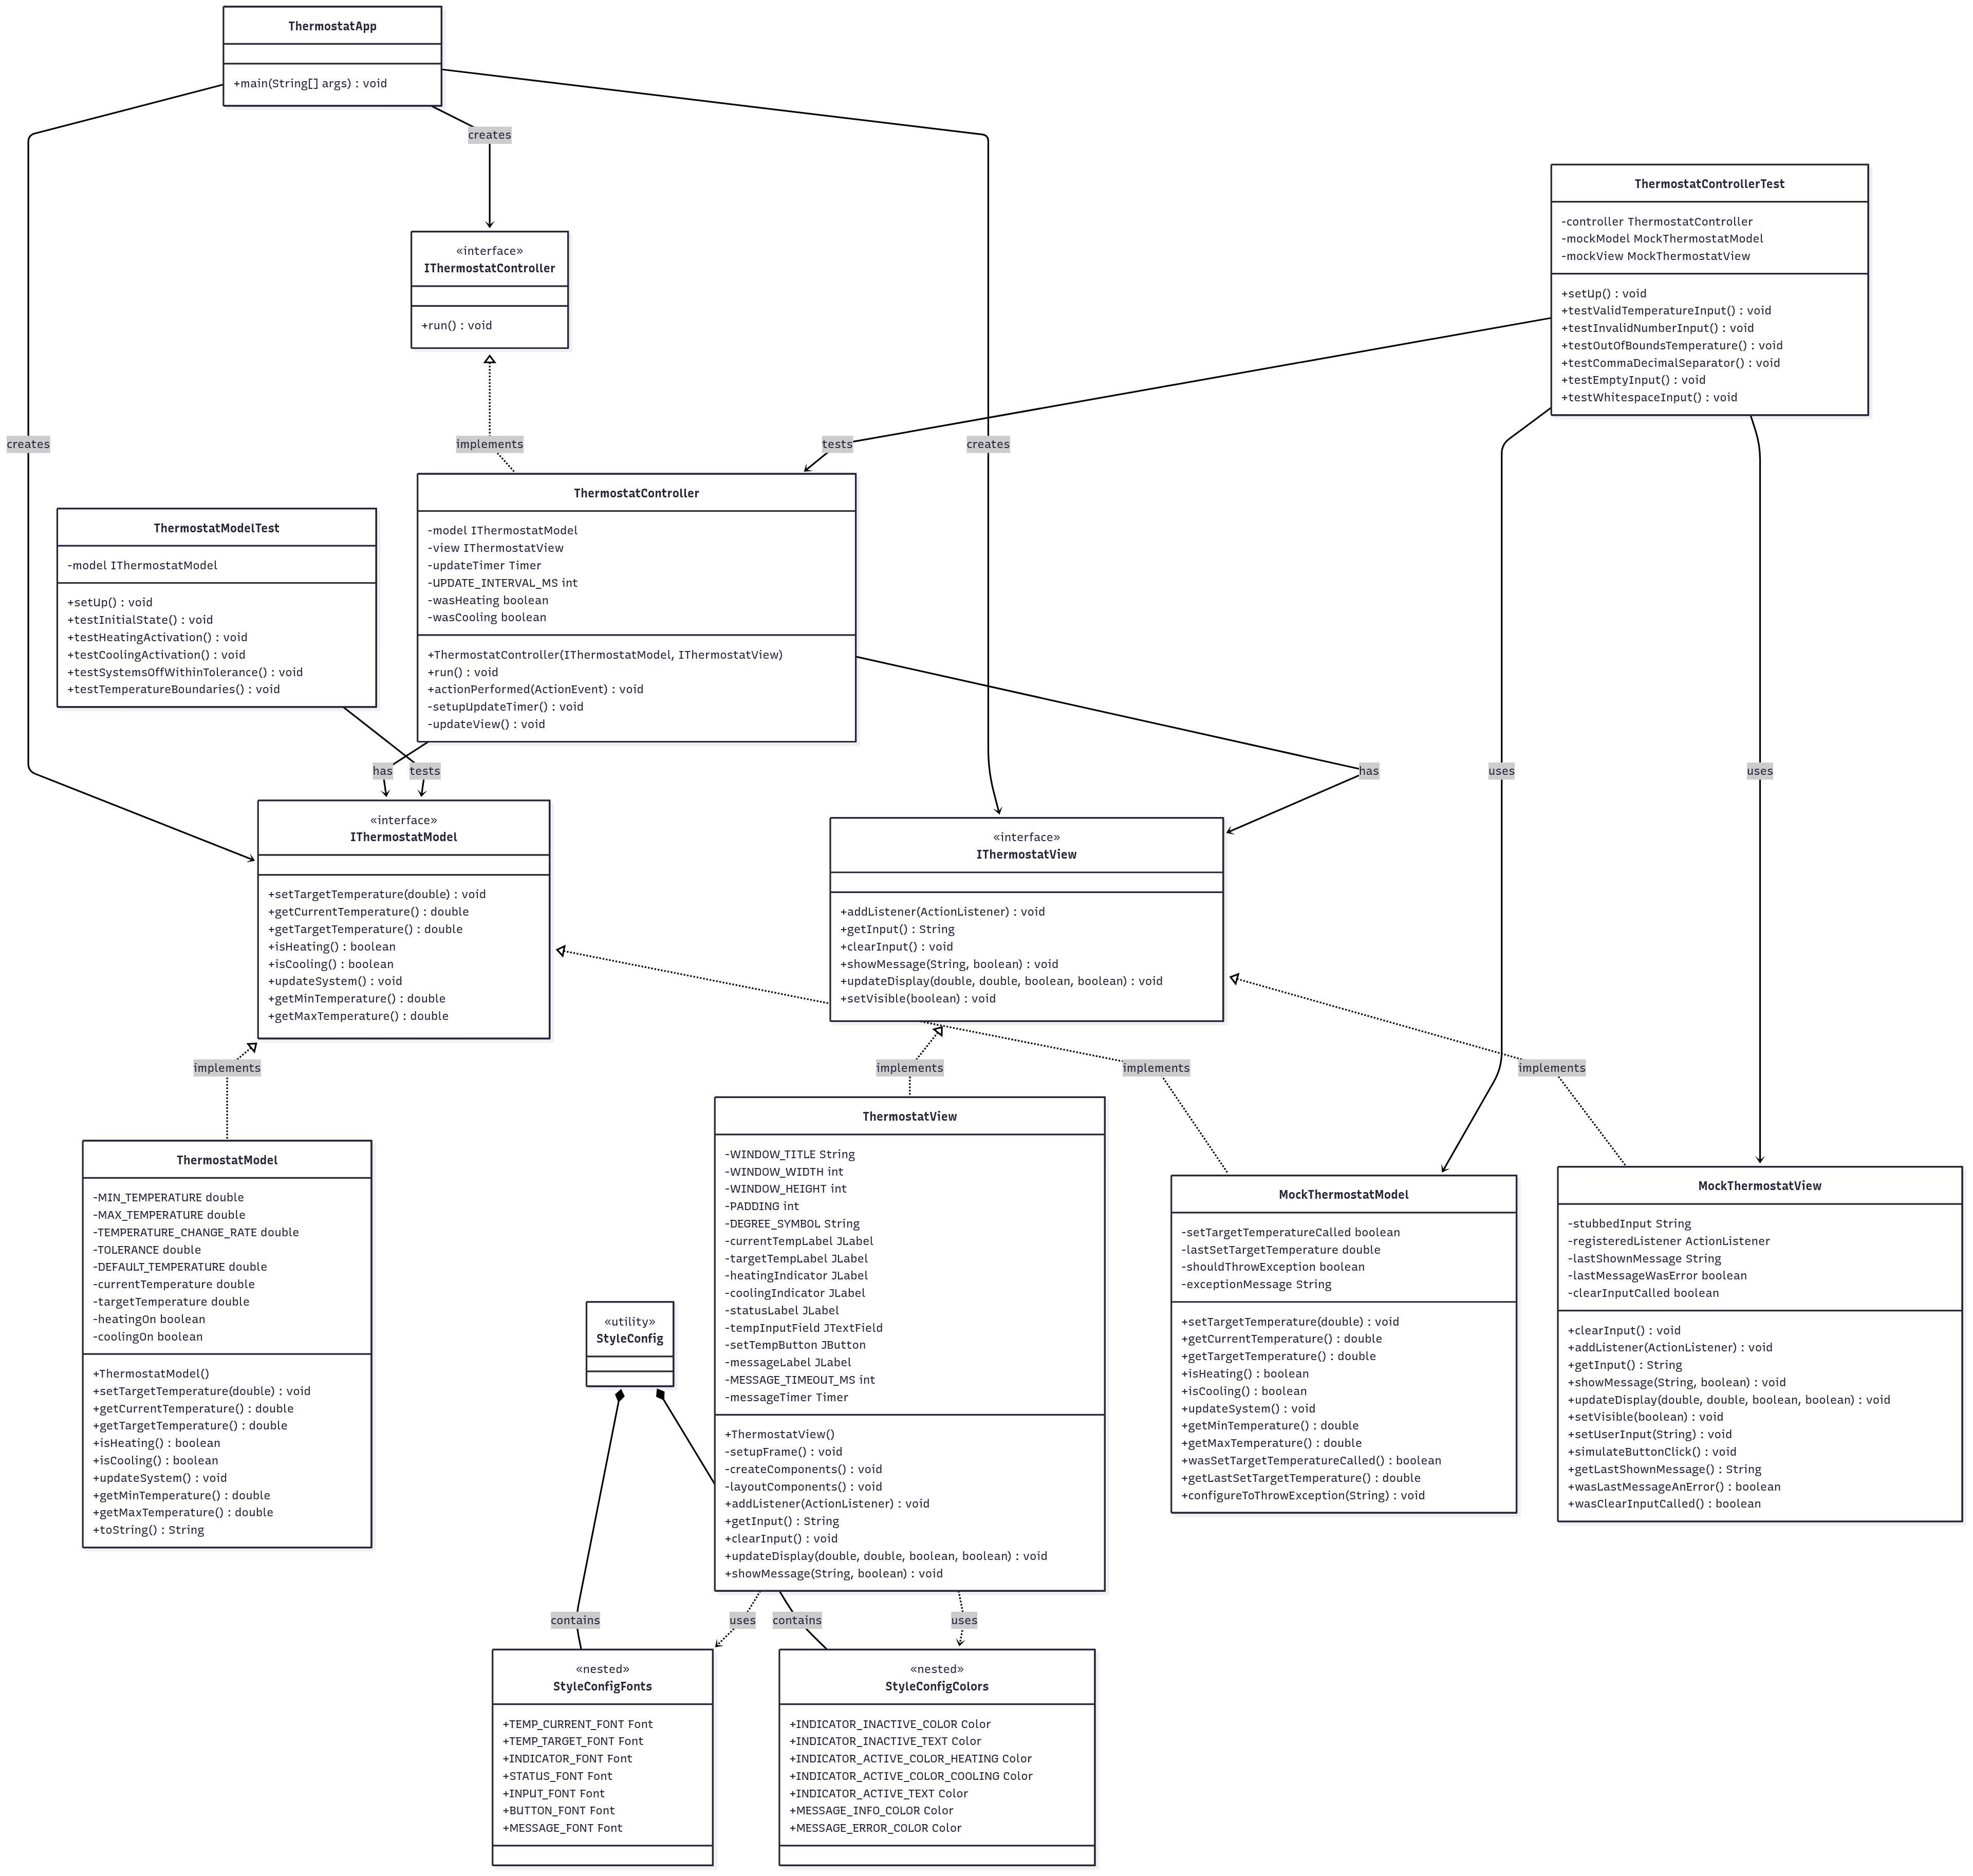 ThermostatApp
+main(String[] args) : void
creates
«interface»
IThermostatController
+run() : void
ThermostatControllerTest
-controller ThermostatController
-mockModel MockThermostatModel
-mockView MockThermostatView
+setUp() : void
+testValidTemperatureInput() : void
+testInvalidNumberInput() : void
+testOutOfBoundsTemperature() : void
+testCommaDecimalSeparator() : void
+testEmptyInput() : void
+testWhitespaceInput() : void
creates
implements
tests
creates
ThermostatModelTest
-model IThermostatModel
+setUp() : void
+testInitialState() : void
+testHeatingActivation() : void
+testCoolingActivation() : void
+testSystemsOffWithinTolerance() : void
+testTemperatureBoundaries() : void
ThermostatController
-model IThermostatModel
-view IThermostatView
-updateTimer Timer
-UPDATE_INTERVAL_MS int
-wasHeating boolean
-wasCooling boolean
+ThermostatController(IThermostatModel, IThermostatView)
+run() : void
+actionPerformed(ActionEvent) : void
-setupUpdateTimer() : void
-updateView() : void
has
tests
has
uses
uses
«interface»
IThermostatModel
+setTargetTemperature(double) : void
+getCurrentTemperature() : double
+getTargetTemperature() : double
+isHeating() : boolean
+isCooling() : boolean
+updateSystem() : void
+getMinTemperature() : double
+getMaxTemperature() : double
«interface»
IThermostatView
+addListener(ActionListener) : void
+getInput() : String
+clearInput() : void
+showMessage(String, boolean) : void
+updateDisplay(double, double, boolean, boolean) : void
+setVisible(boolean) : void
implements
implements
implements
implements
ThermostatModel
-MIN_TEMPERATURE double
-MAX_TEMPERATURE double
-TEMPERATURE_CHANGE_RATE double
-TOLERANCE double
-DEFAULT_TEMPERATURE double
-currentTemperature double
-targetTemperature double
-heatingOn boolean
-coolingOn boolean
+ThermostatModel()
+setTargetTemperature(double) : void
+getCurrentTemperature() : double
+getTargetTemperature() : double
+isHeating() : boolean
+isCooling() : boolean
+updateSystem() : void
+getMinTemperature() : double
+getMaxTemperature() : double
+toString() : String
«utility»
StyleConfig
ThermostatView
-WINDOW_TITLE String
-WINDOW_WIDTH int
-WINDOW_HEIGHT int
-PADDING int
-DEGREE_SYMBOL String
-currentTempLabel JLabel
-targetTempLabel JLabel
-heatingIndicator JLabel
-coolingIndicator JLabel
-statusLabel JLabel
-tempInputField JTextField
-setTempButton JButton
-messageLabel JLabel
-MESSAGE_TIMEOUT_MS int
-messageTimer Timer
+ThermostatView()
-setupFrame() : void
-createComponents() : void
-layoutComponents() : void
+addListener(ActionListener) : void
+getInput() : String
+clearInput() : void
+updateDisplay(double, double, boolean, boolean) : void
+showMessage(String, boolean) : void
MockThermostatModel
-setTargetTemperatureCalled boolean
-lastSetTargetTemperature double
-shouldThrowException boolean
-exceptionMessage String
+setTargetTemperature(double) : void
+getCurrentTemperature() : double
+getTargetTemperature() : double
+isHeating() : boolean
+isCooling() : boolean
+updateSystem() : void
+getMinTemperature() : double
+getMaxTemperature() : double
+wasSetTargetTemperatureCalled() : boolean
+getLastSetTargetTemperature() : double
+configureToThrowException(String) : void
MockThermostatView
-stubbedInput String
-registeredListener ActionListener
-lastShownMessage String
-lastMessageWasError boolean
-clearInputCalled boolean
+clearInput() : void
+addListener(ActionListener) : void
+getInput() : String
+showMessage(String, boolean) : void
+updateDisplay(double, double, boolean, boolean) : void
+setVisible(boolean) : void
+setUserInput(String) : void
+simulateButtonClick() : void
+getLastShownMessage() : String
+wasLastMessageAnError() : boolean
+wasClearInputCalled() : boolean
contains
uses
contains
uses
«nested»
StyleConfigFonts
+TEMP_CURRENT_FONT Font
+TEMP_TARGET_FONT Font
+INDICATOR_FONT Font
+STATUS_FONT Font
+INPUT_FONT Font
+BUTTON_FONT Font
+MESSAGE_FONT Font
«nested»
StyleConfigColors
+INDICATOR_INACTIVE_COLOR Color
+INDICATOR_INACTIVE_TEXT Color
+INDICATOR_ACTIVE_COLOR_HEATING Color
+INDICATOR_ACTIVE_COLOR_COOLING Color
+INDICATOR_ACTIVE_TEXT Color
+MESSAGE_INFO_COLOR Color
+MESSAGE_ERROR_COLOR Color